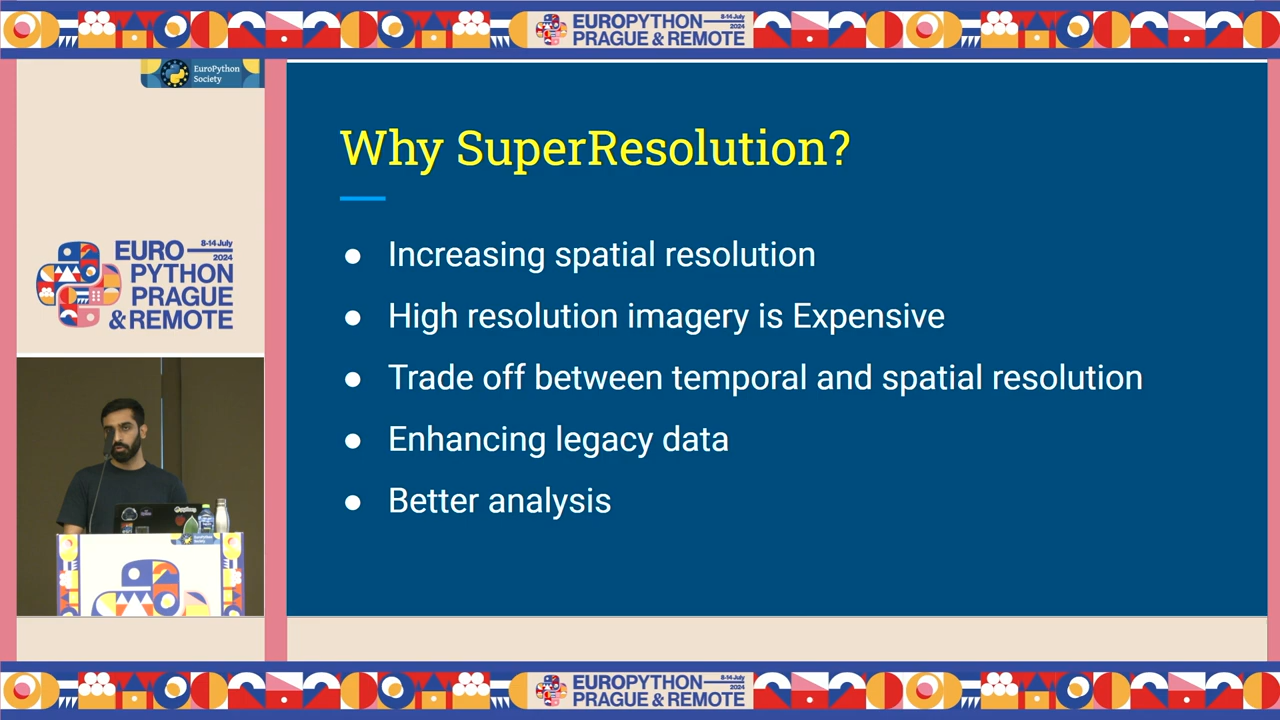 EUROPYTHON 8-14 July
2024
PRAGUE & REMOTE
EuroPython
Society
EURO 8-14 July
2024
PYTHON
PRAGUE
& REMOTE
Why SuperResolution?
● Increasing spatial resolution
● High resolution imagery is Expensive
● Trade off between temporal and spatial resolution
● Enhancing legacy data
● Better analysis
EuroPython
Society
EUROPYTHON 8-14 July
2024
PRAGUE & REMOTE